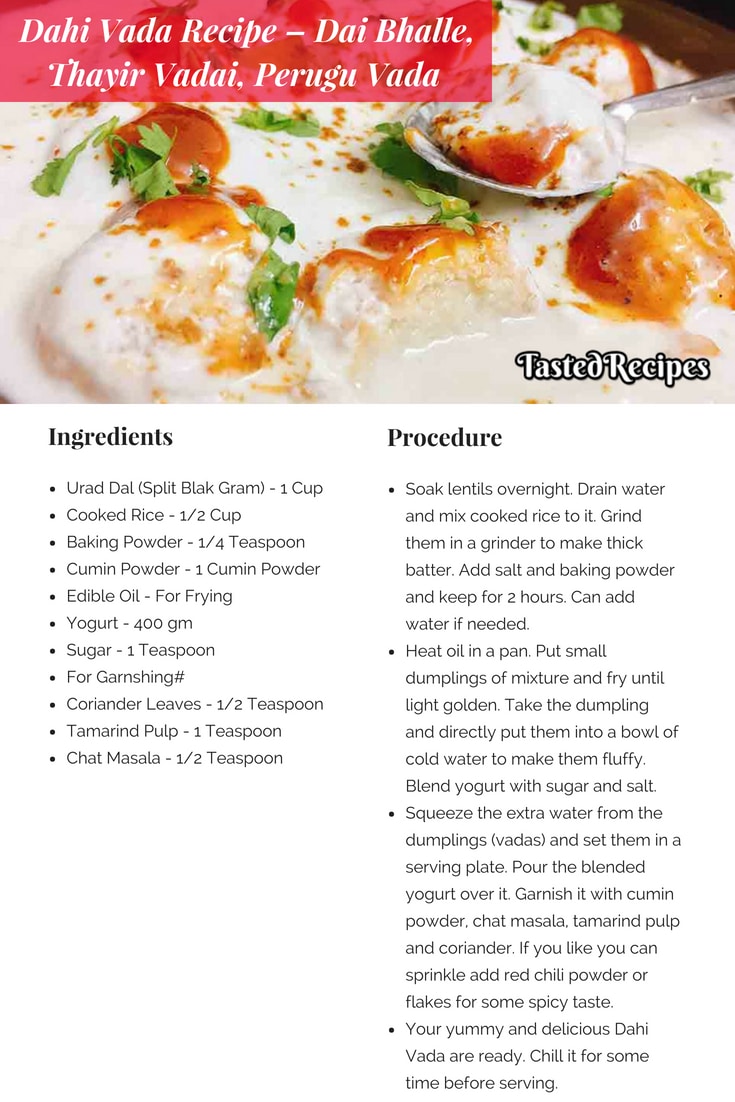 Dahi Vada Recipe – Dai Bhalle,
Thayir Vadai, Perugu Vada
TastedRecipes
Ingredients
• Urad Dal (Split Blak Gram) - 1 Cup
• Cooked Rice - 1/2 Cup
• Baking Powder - 1/4 Teaspoon
• Cumin Powder - 1 Cumin Powder
• Edible Oil - For Frying
• Yogurt - 400 gm
• Sugar - 1 Teaspoon
• For Garnshing#
• Coriander Leaves - 1/2 Teaspoon
• Tamarind Pulp - 1 Teaspoon
• Chat Masala - 1/2 Teaspoon
Procedure
• Soak lentils overnight. Drain water
and mix cooked rice to it. Grind
them in a grinder to make thick
batter. Add salt and baking powder
and keep for 2 hours. Can add
water if needed.
• Heat oil in a pan. Put small
dumplings of mixture and fry until
light golden. Take the dumpling
and directly put them into a bowl of
cold water to make them fluffy.
Blend yogurt with sugar and salt.
• Squeeze the extra water from the
dumplings (vadas) and set them in a
serving plate. Pour the blended
yogurt over it. Garnish it with cumin
powder, chat masala, tamarind pulp
and coriander. If you like you can
sprinkle add red chili powder or
flakes for some spicy taste.
• Your yummy and delicious Dahi
Vada are ready. Chill it for some
time before serving.